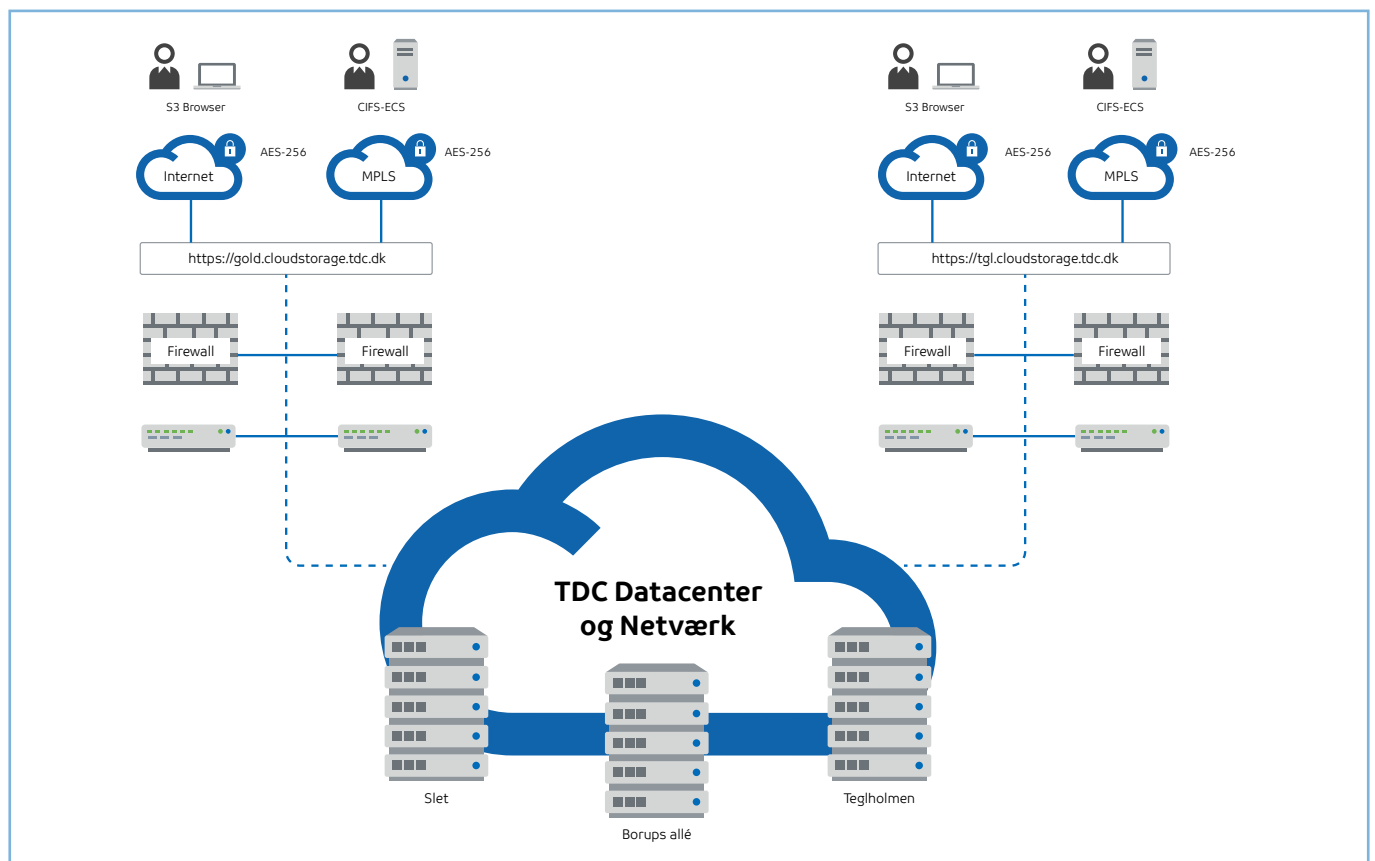 S3 Browser
CIFS-ECS
S3 Browser
CIFS-ECS
AES-256
AES-256
AES-256
AES-256
Internet
MPLS
Internet
MPLS
https://gold.cloudstorage.tdc.dk
https://tgl.cloudstorage.tdc.dk
Firewall
Firewall
Firewall
Firewall
TDC Datacenter
og Netværk
Slet
Teglholmen
Borups allé